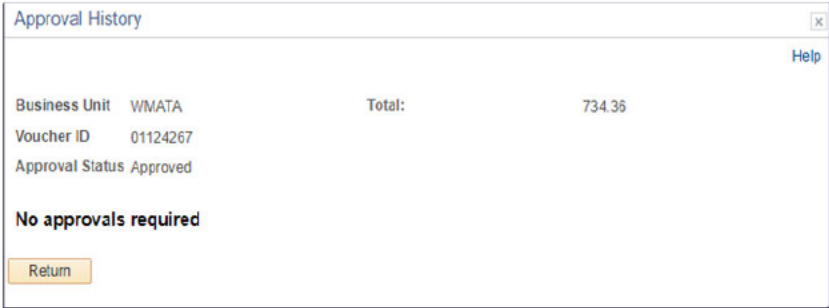 Approval History
x
Help
Business Unit WMATA Total: 734.36
Voucher ID 01124267
Approval Status Approved
No approvals required
Return